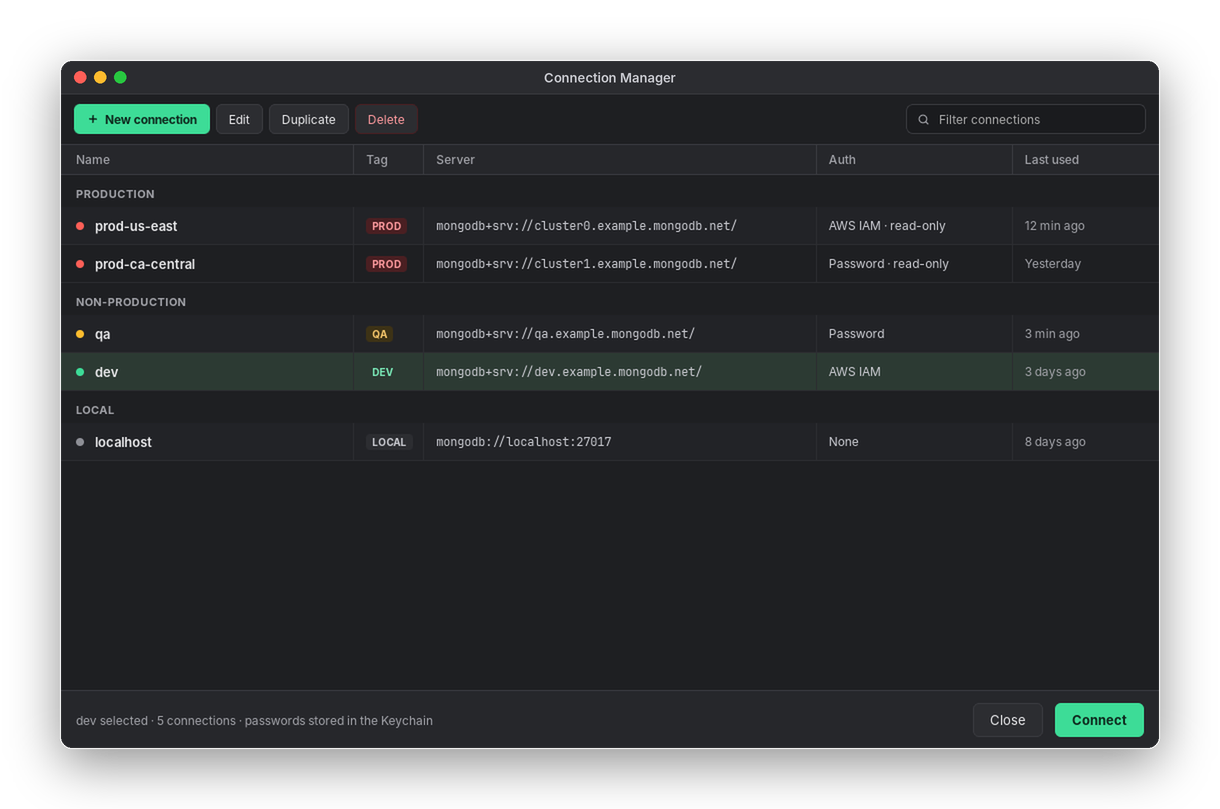 Connection Manager
+ New connection Edit Duplicate Delete Filter connections
Name Tag Server Auth Last used
PRODUCTION
prod-us-east PROD mongodb+srv://cluster0.example.mongodb.net/ AWS IAM · read-only 12 min ago
prod-ca-central PROD mongodb+srv://cluster1.example.mongodb.net/ Password · read-only Yesterday
NON-PRODUCTION
qa QA mongodb+srv://qa.example.mongodb.net/ Password 3 min ago
dev DEV mongodb+srv://dev.example.mongodb.net/ AWS IAM 3 days ago
LOCAL
localhost LOCAL mongodb://localhost:27017 None 8 days ago
dev selected · 5 connections · passwords stored in the Keychain Close Connect